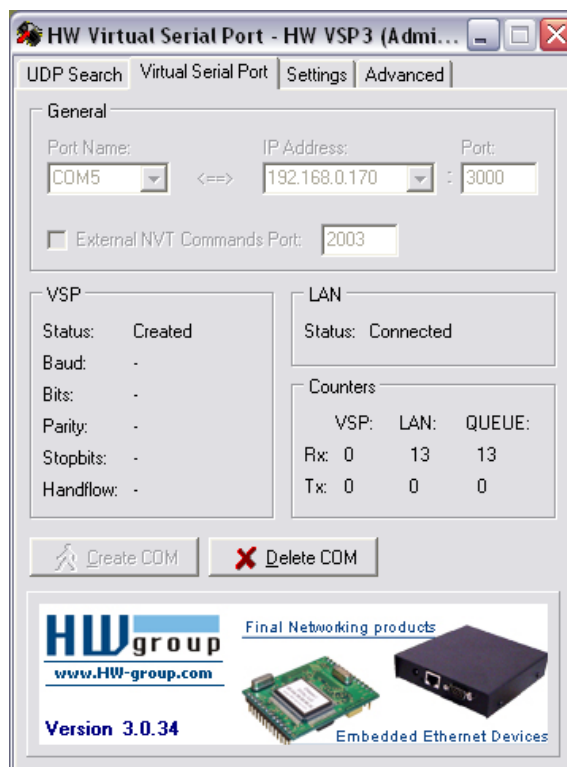 HW Virtual Serial Port - HW VSP3 (Admi...
UDP Search Virtual Serial Port Settings Advanced
General
Port Name: IP Address: Port:
COM5 <==> 192.168.0.170 : 3000
External NVT Commands Port: 2003
VSP
Status: Created
Baud: -
Bits: -
Parity: -
Stopbits: -
Handflow: -
LAN
Status: Connected
Counters
VSP: LAN: QUEUE:
Rx: 0 13 13
Tx: 0 0 0
Create COM Delete COM
HW group
www.HW-group.com
Version 3.0.34
Final Networking products
Embedded Ethernet Devices